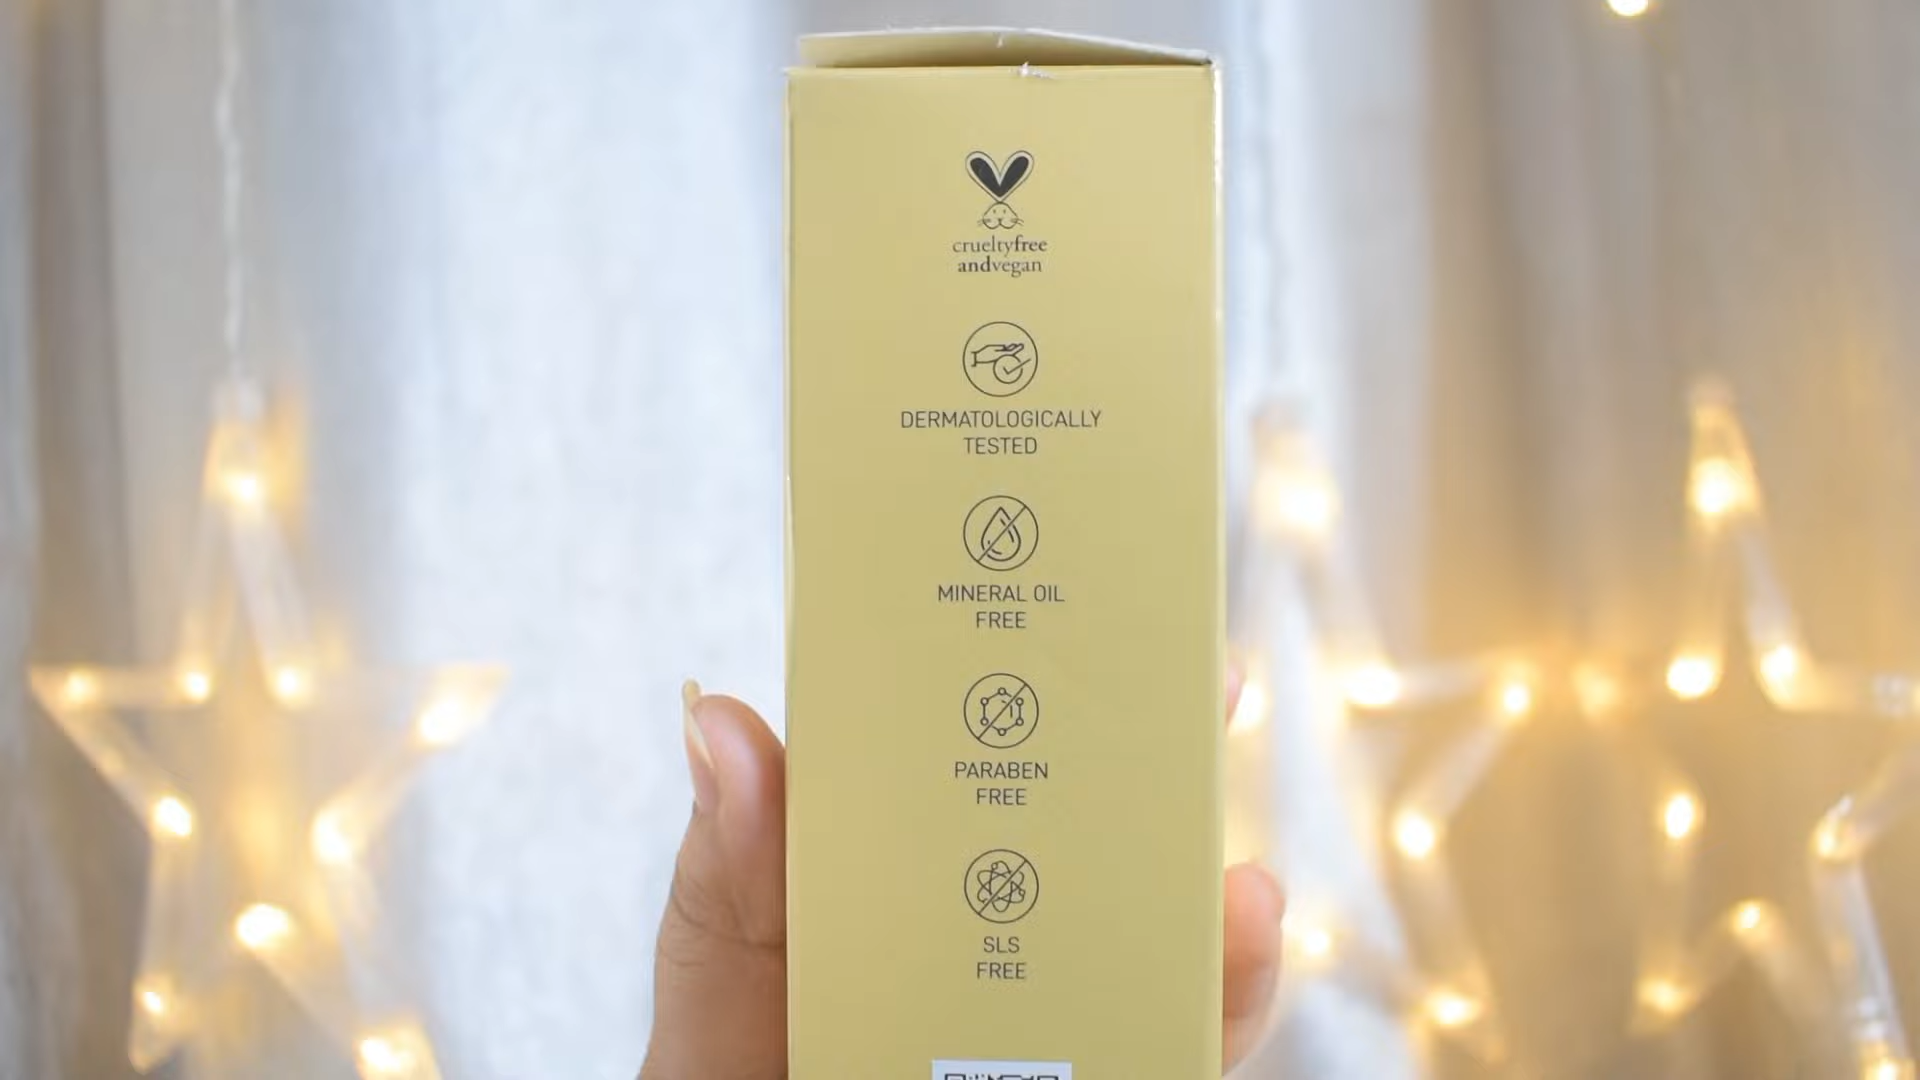 crueltyfree
andvegan
DERMATOLOGICALLY
TESTED
MINERAL OIL
FREE
PARABEN
FREE
SLS
FREE